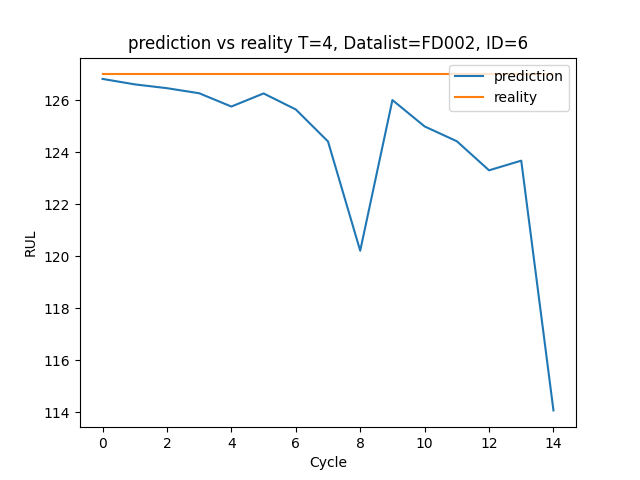 prediction vs reality T=4, Datalist=FD002, ID=6
prediction
reality
126
124
122
120
118
116
114
RUL
0 2 4 6 8 10 12 14
Cycle